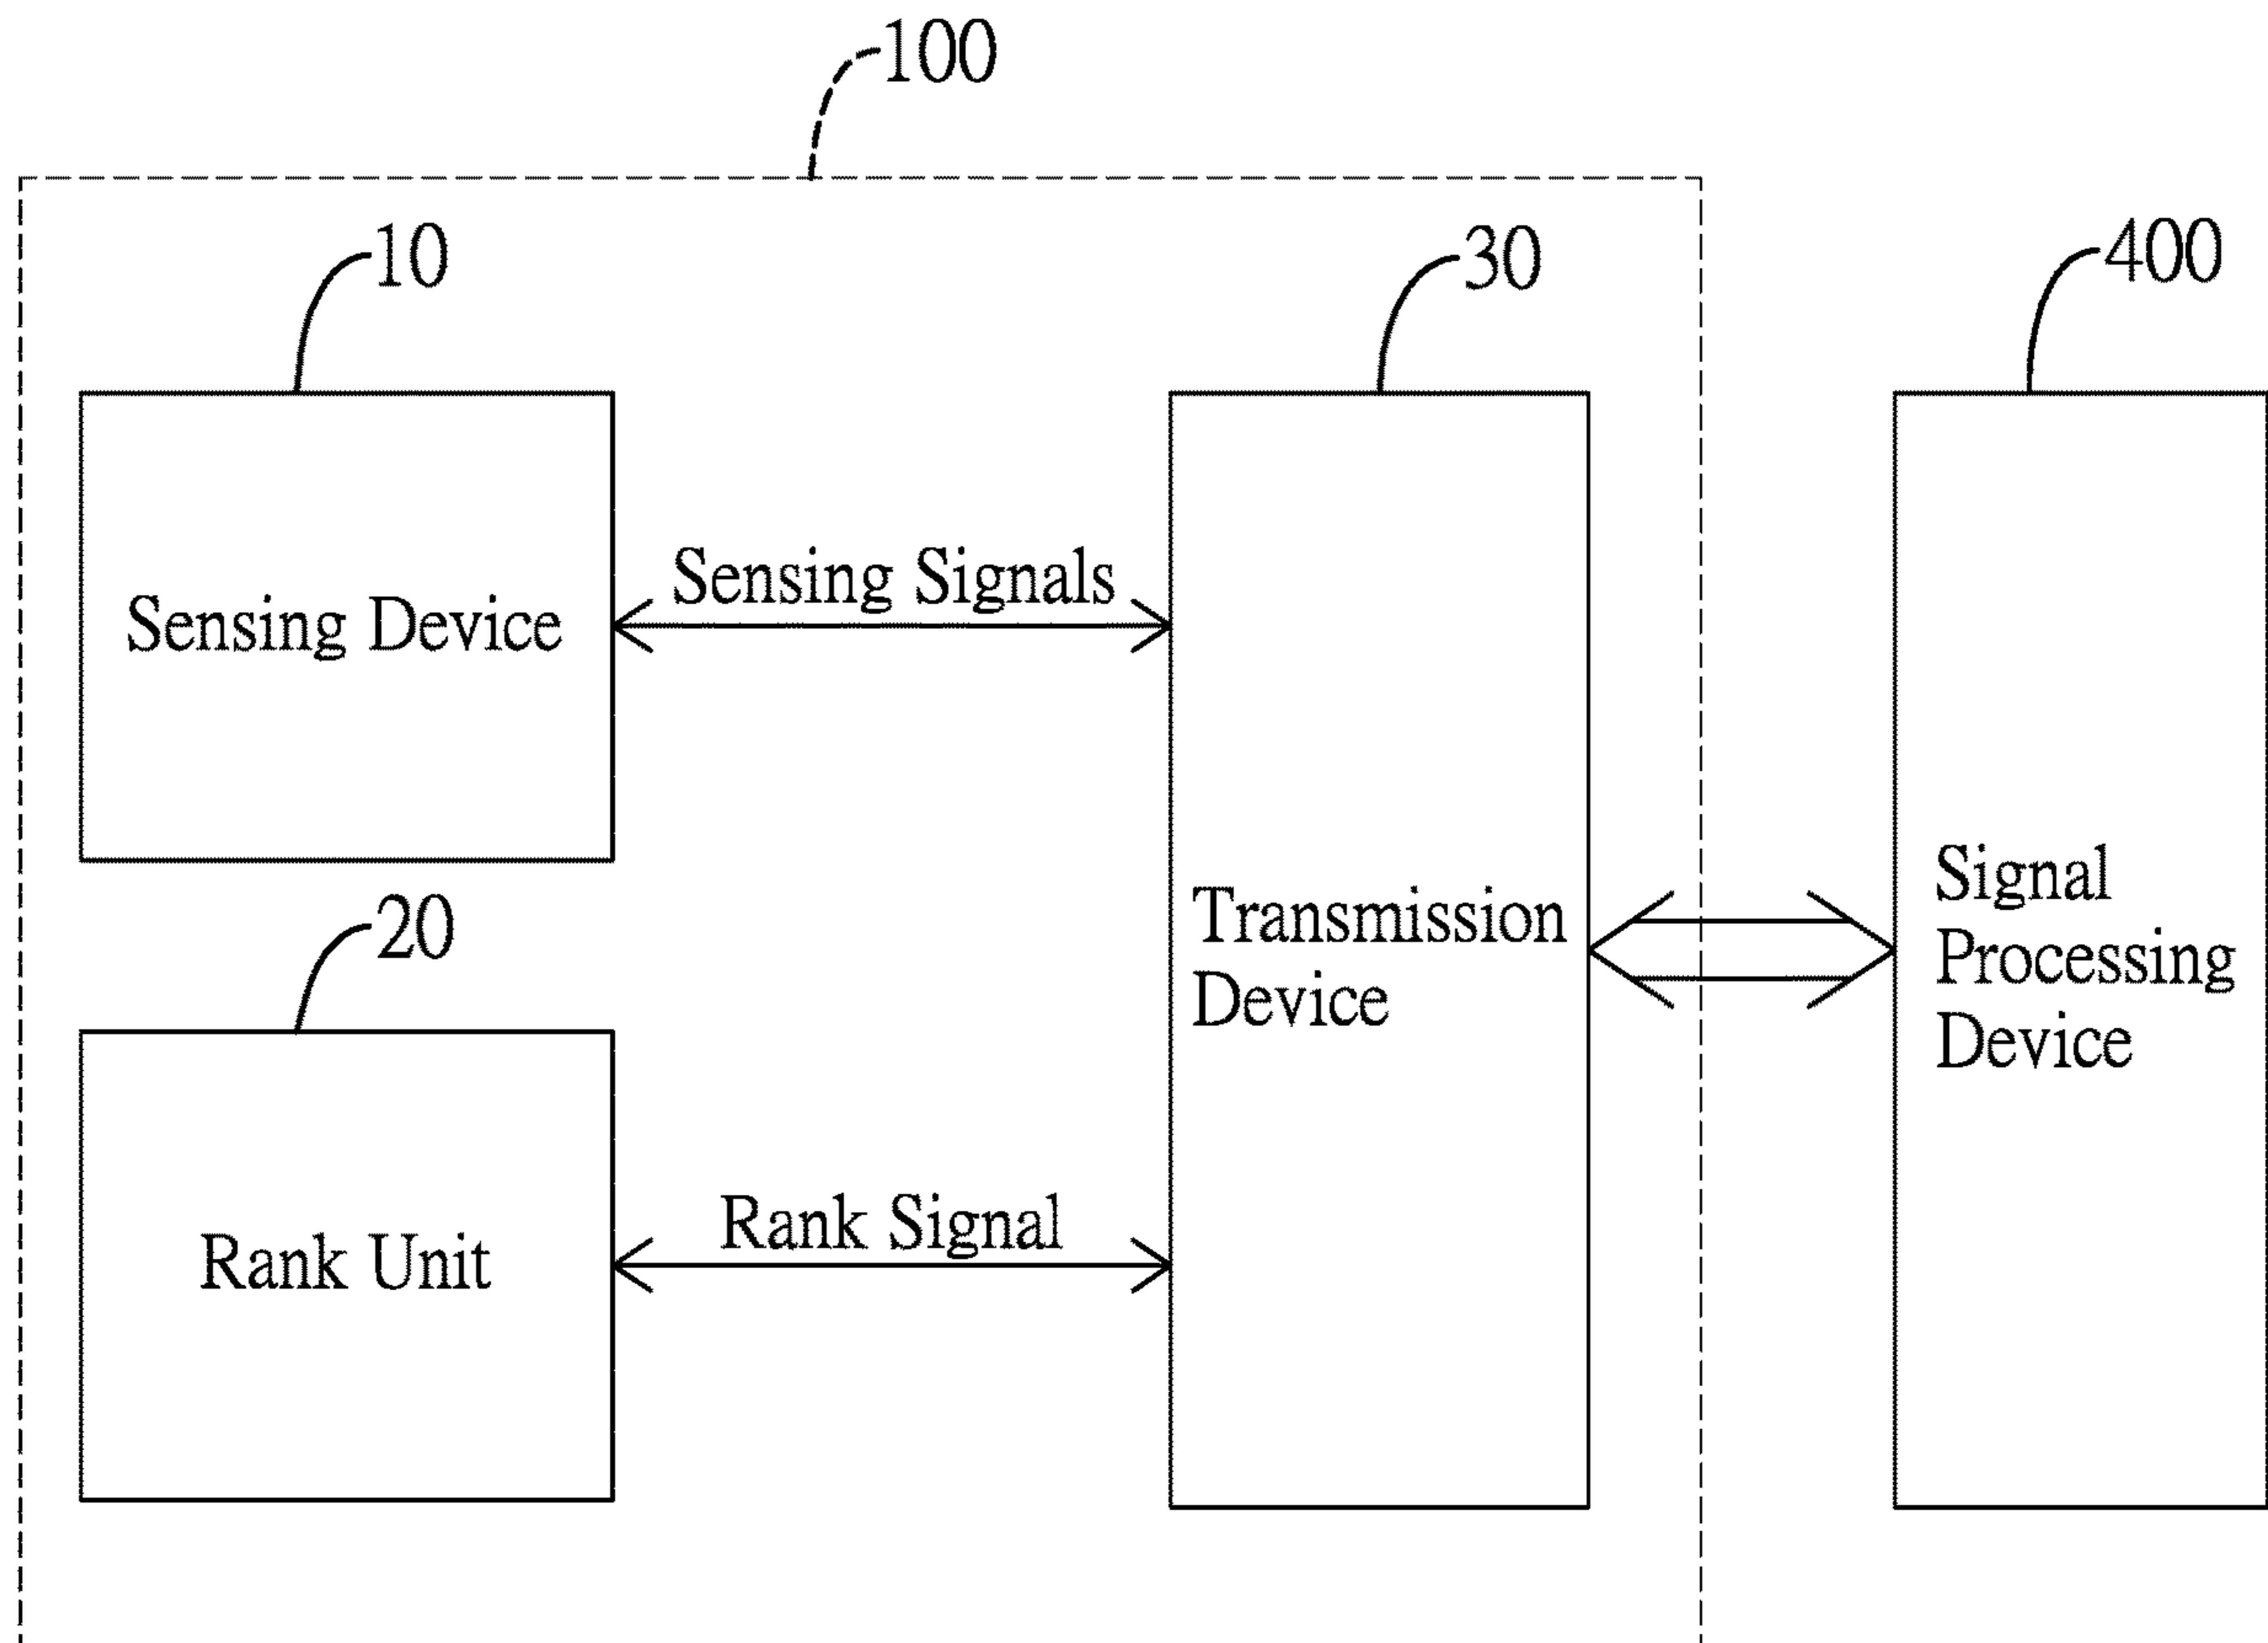 100
10
30
400
Sensing Signals
Sensing Device
Signal
Processing
Device
Transmission
Device
20
Rank Signal
Rank Unit